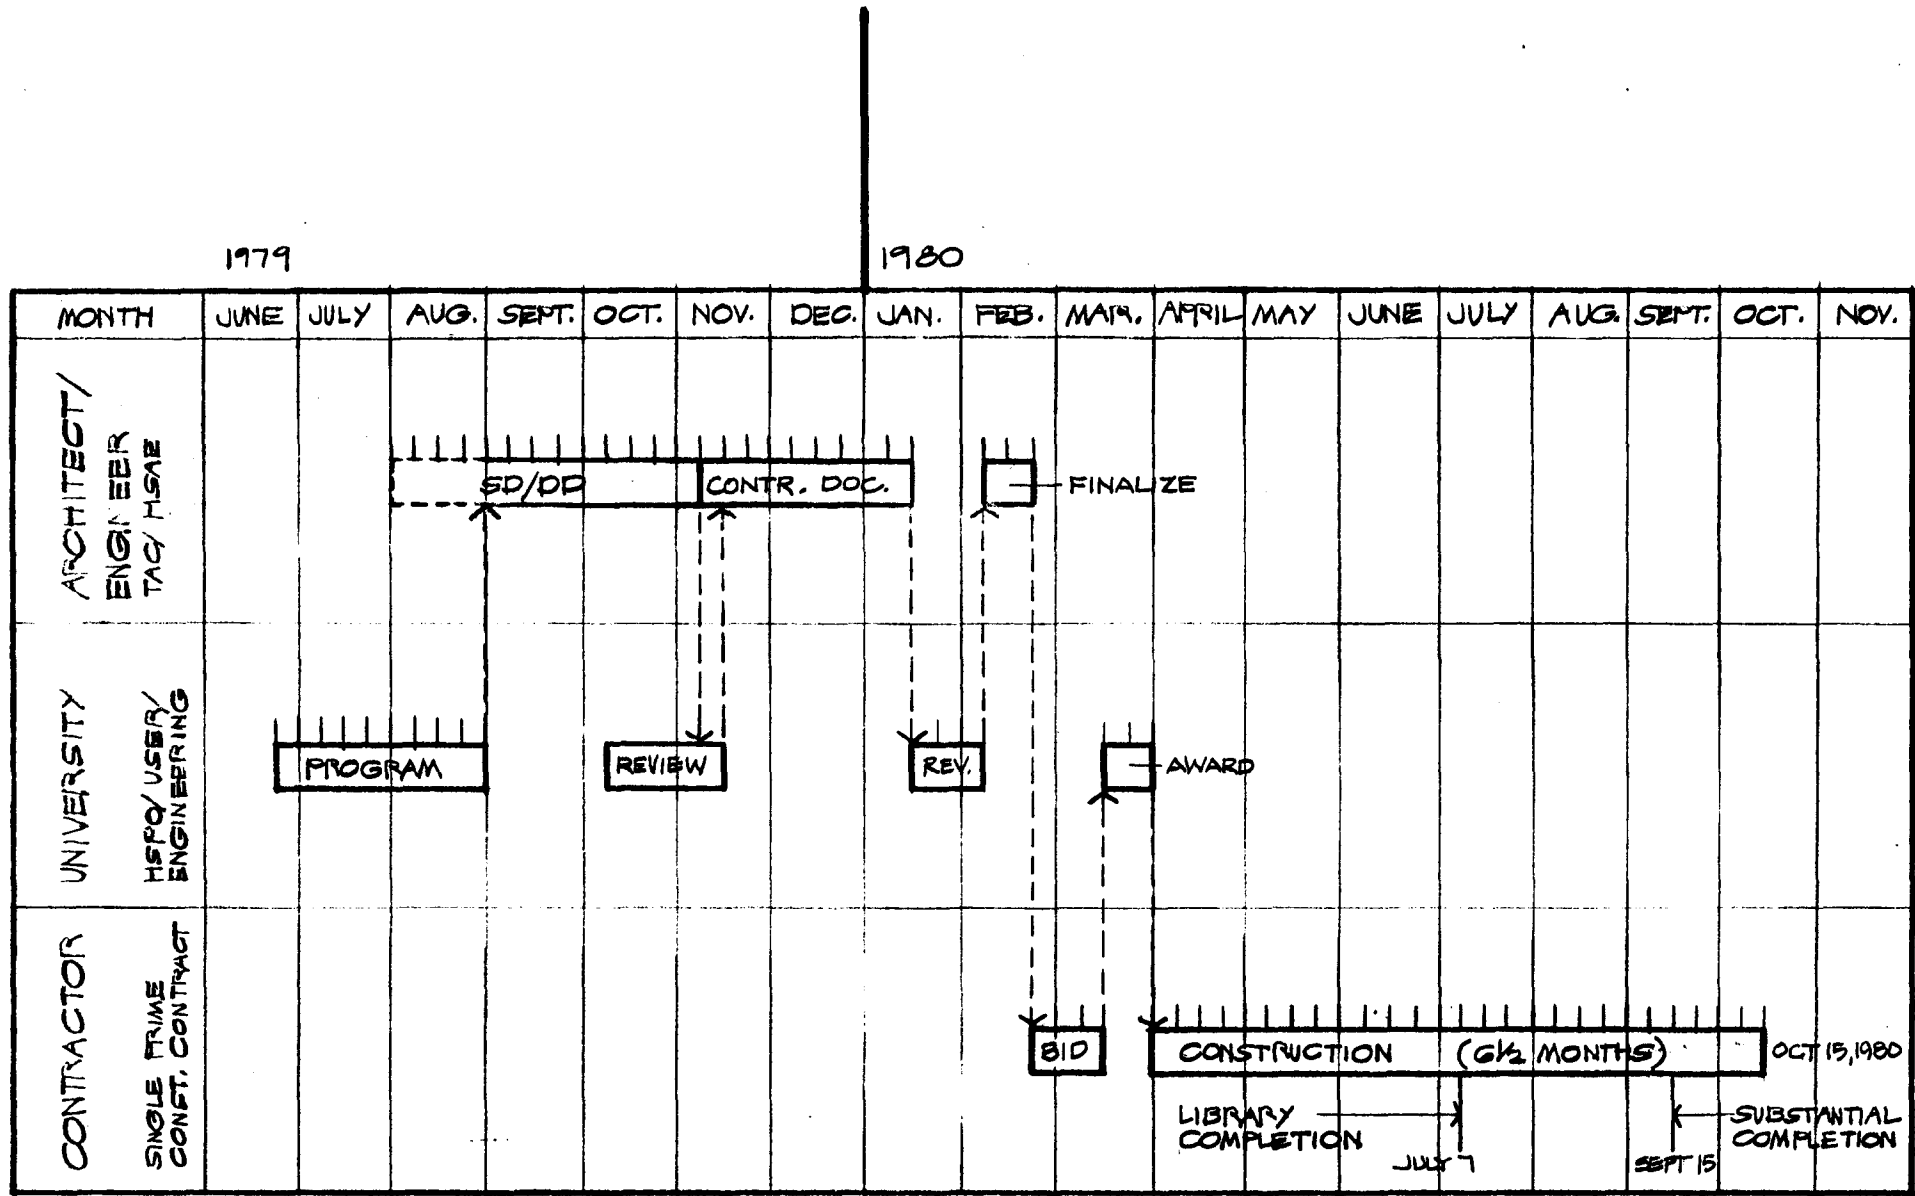 1979
1980
MONTH JUNE JULY AUG. SEPT. OCT. NOV. DEC. JAN. FEB. MAR. APRIL MAY JUNE JULY AUG. SEPT. OCT. NOV.
ARCHITECT/
ENGINEER
TAC/HSAE
SD/DD
CONTR. DOC.
FINALIZE
UNIVERSITY
HSPO/USER/
ENGINEERING
PROGRAM
REVIEW
REV.
AWARD
CONTRACTOR
SINGLE PRIME
CONST. CONTRACT
BID
CONSTRUCTION (6½ MONTHS)
OCT 15,1980
LIBRARY
COMPLETION
JULY 7
SUBSTANTIAL
COMPLETION
SEPT 15